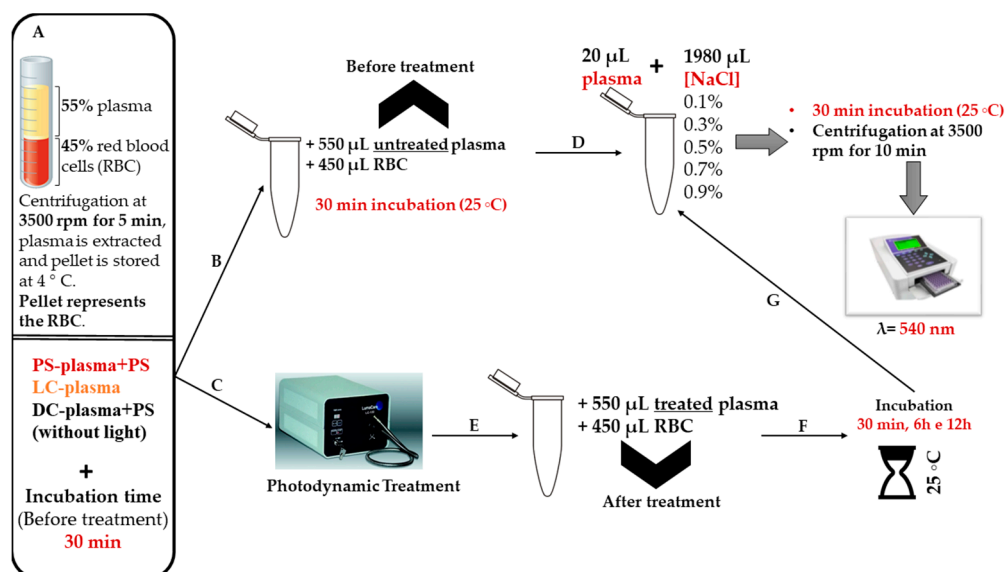 A
55% plasma
45% red blood
cells (RBC)
Centrifugation at
3500 rpm for 5 min,
plasma is extracted
and pellet is stored
at 4 ° C.
Pellet represents
the RBC.
PS-plasma+PS
LC-plasma
DC-plasma+PS
(without light)
+
Incubation time
(Before treatment)
30 min
B
C
Before treatment
+ 550 µL untreated plasma
+ 450 µL RBC
30 min incubation (25 °C)
D
20 µL
plasma
+
1980 µL
[NaCl]
0.1%
0.3%
0.5%
0.7%
0.9%
• 30 min incubation (25 °C)
• Centrifugation at 3500
rpm for 10 min
λ= 540 nm
G
Photodynamic Treatment
E
+ 550 µL treated plasma
+ 450 µL RBC
After treatment
F
Incubation
30 min, 6h e 12h
25 °C